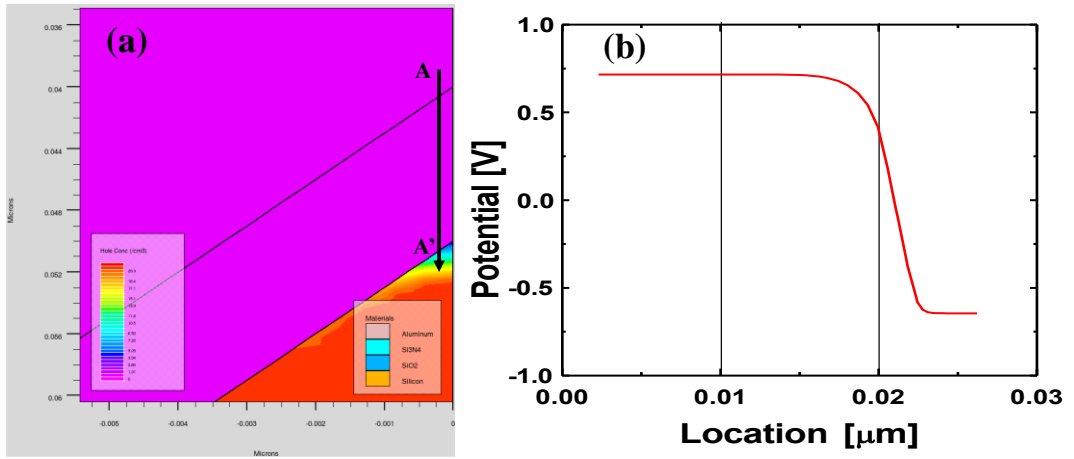 (a)
A
A'
0.036
0.04
0.044
0.048
0.052
0.056
0.06
Microns
-0.005
-0.004
-0.003
-0.002
-0.001
0
Microns
Hole Conc (/cm3)
Materials
Aluminum
Si3N4
SiO2
Silicon
(b)
1.0
0.5
0.0
-0.5
-1.0
Potential [V]
0.00
0.01
0.02
0.03
Location [μm]